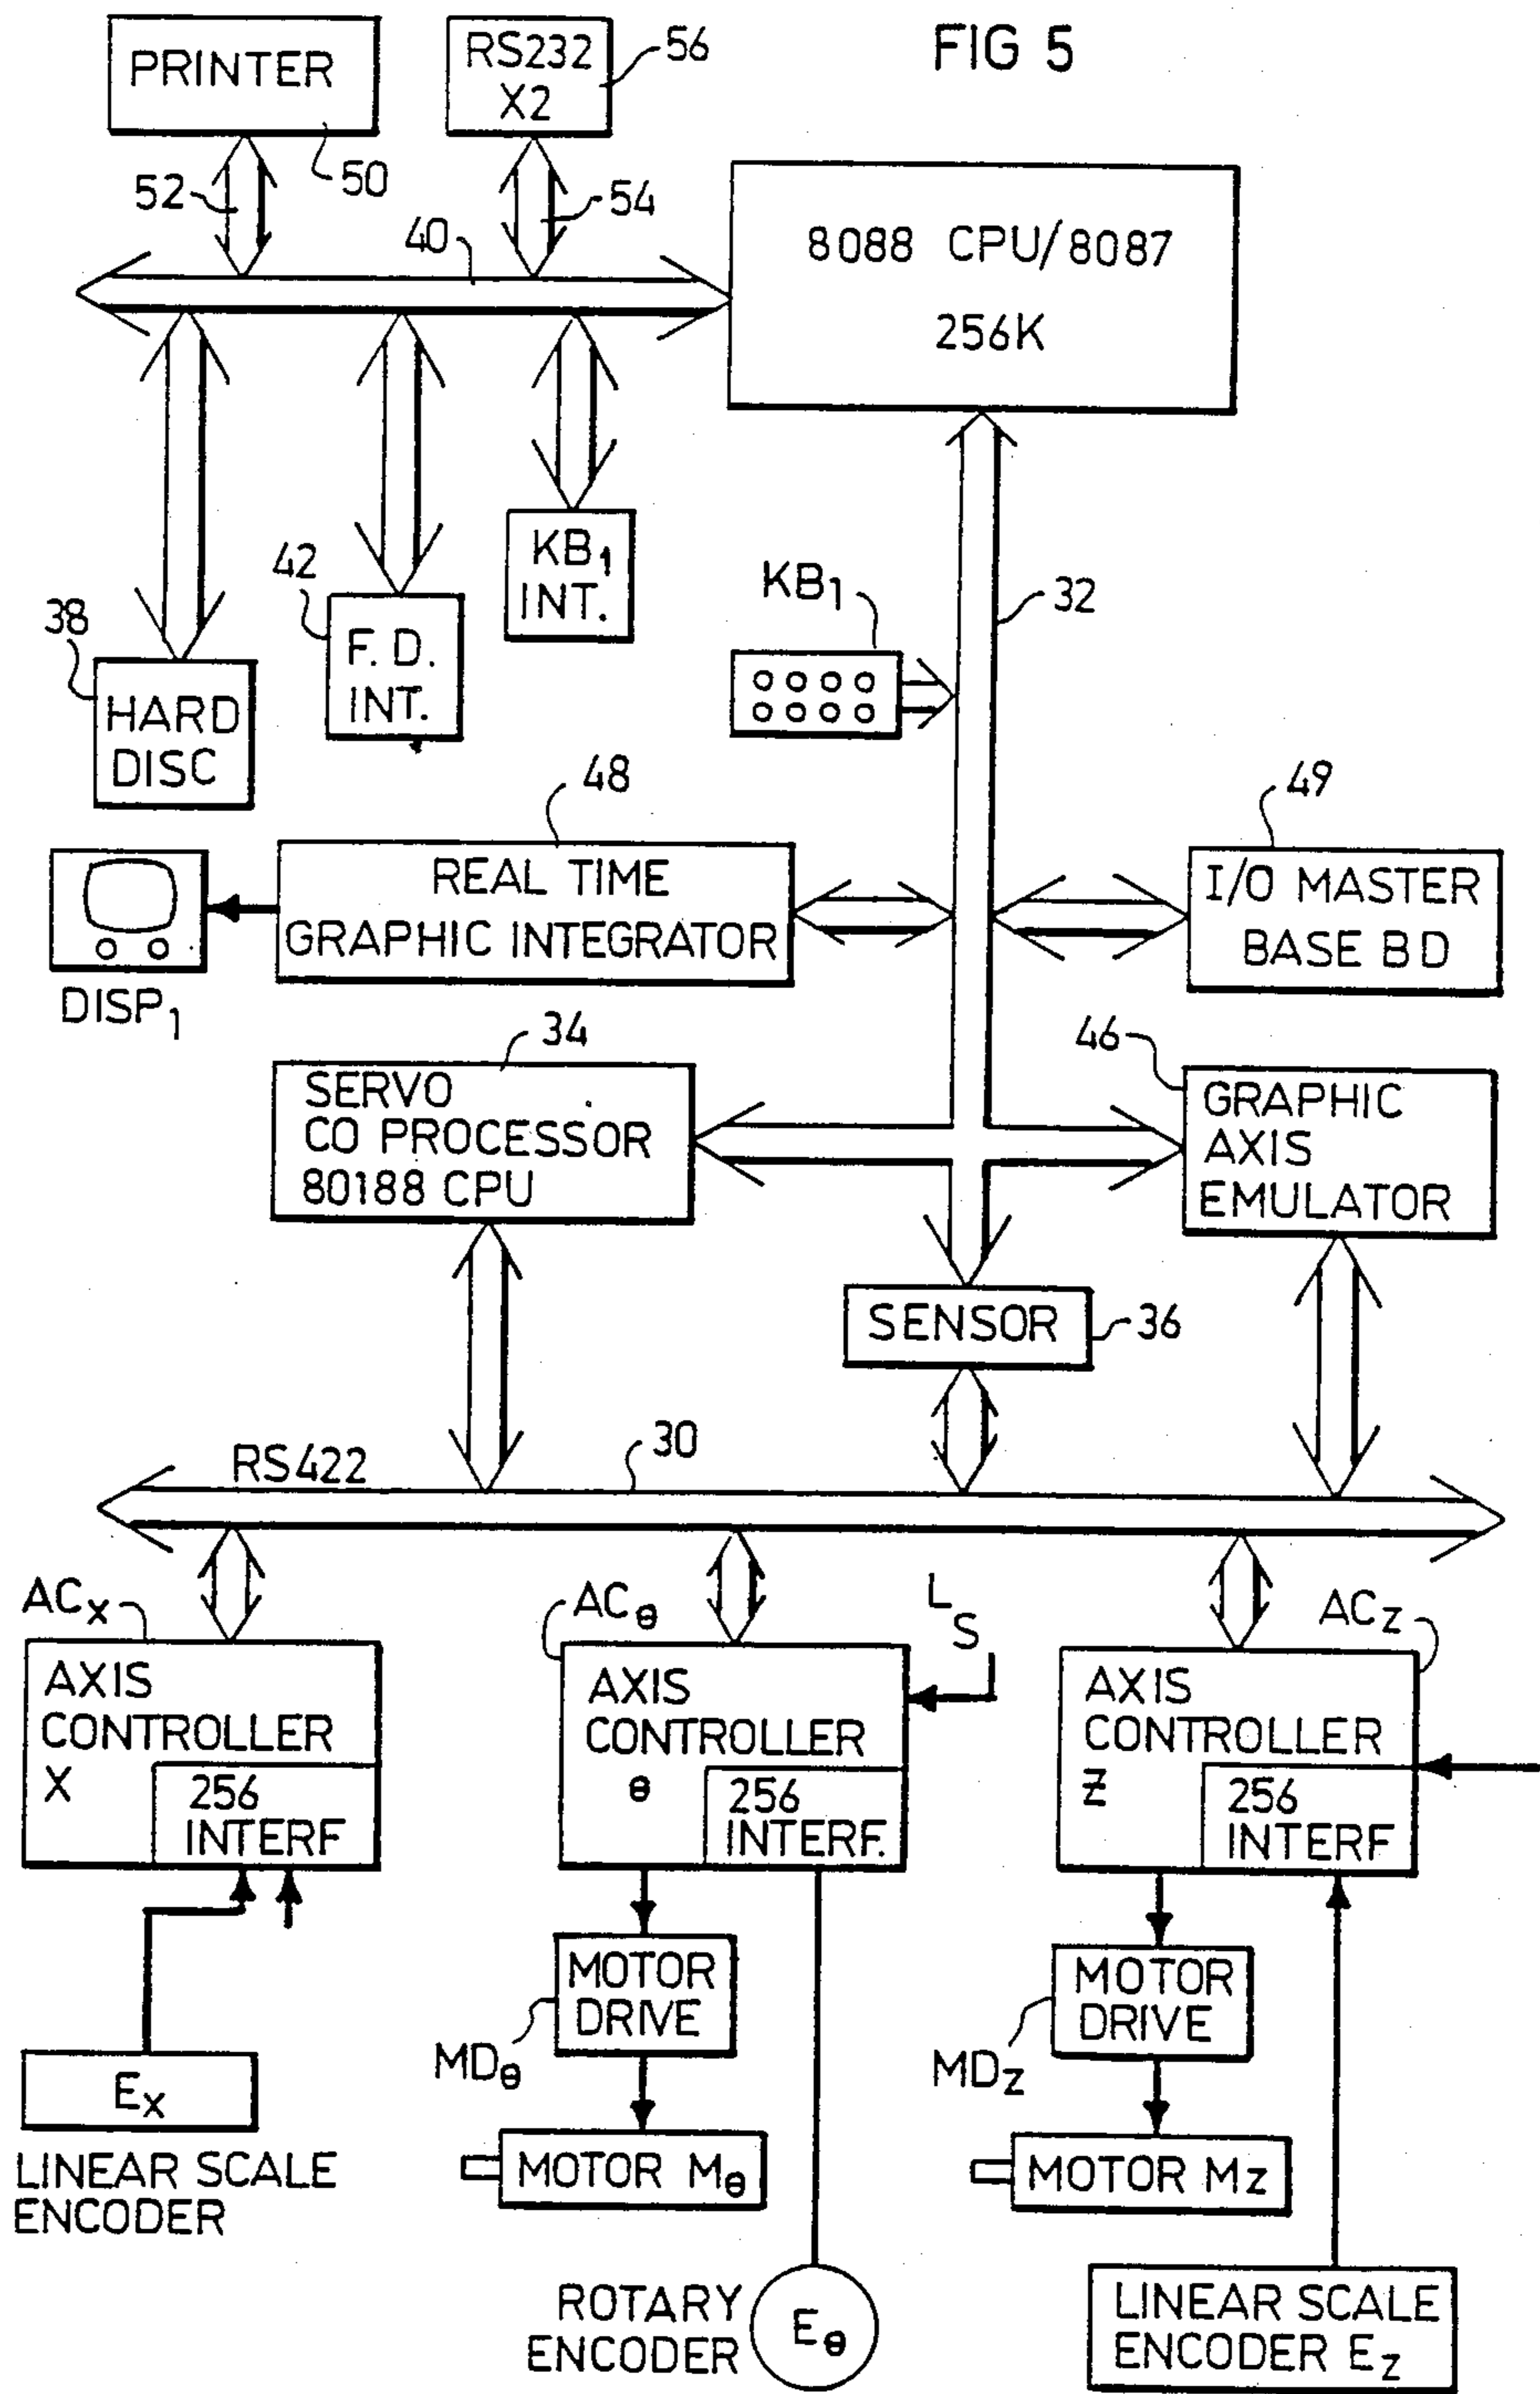 FIG 5
PRINTER
50
52
RS232
X2
56
54
40
8088 CPU/8087
256K
32
38
HARD
DISC
42
F. D.
INT.
KB1
INT.
KB1
48
REAL TIME
GRAPHIC INTEGRATOR
DISP1
49
I/O MASTER
BASE BD
34
SERVO
CO PROCESSOR
80188 CPU
46
GRAPHIC
AXIS
EMULATOR
SENSOR
36
RS422
30
ACX
AXIS
CONTROLLER
X
256
INTERF
ACθ
AXIS
CONTROLLER
θ
256
INTERF.
LS
ACZ
AXIS
CONTROLLER
Z
256
INTERF
EX
LINEAR SCALE
ENCODER
MOTOR
DRIVE
MDθ
MOTOR Mθ
ROTARY
ENCODER
Eθ
MOTOR
DRIVE
MDZ
MOTOR MZ
LINEAR SCALE
ENCODER EZ